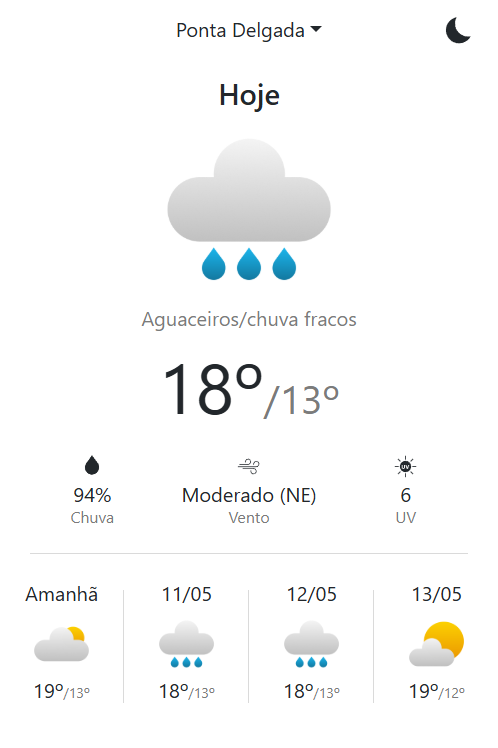 Ponta Delgada
Hoje
Aguaceiros/chuva fracos
18º/13º
94% Moderado (NE) 6
Chuva Vento UV
Amanhã 11/05 12/05 13/05
19º/13º 18º/13º 18º/13º 19º/12º